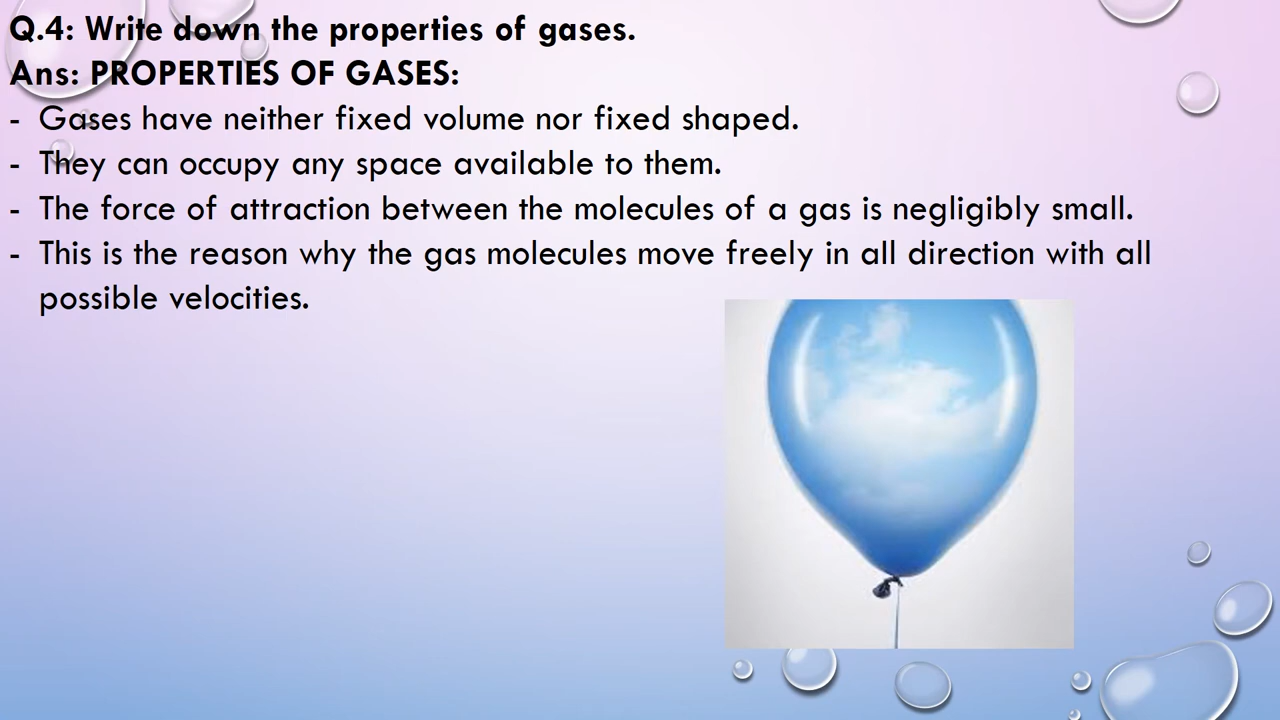 Q.4: Write down the properties of gases.
Ans: PROPERTIES OF GASES:
- Gases have neither fixed volume nor fixed shaped.
- They can occupy any space available to them.
- The force of attraction between the molecules of a gas is negligibly small.
- This is the reason why the gas molecules move freely in all direction with all
possible velocities.